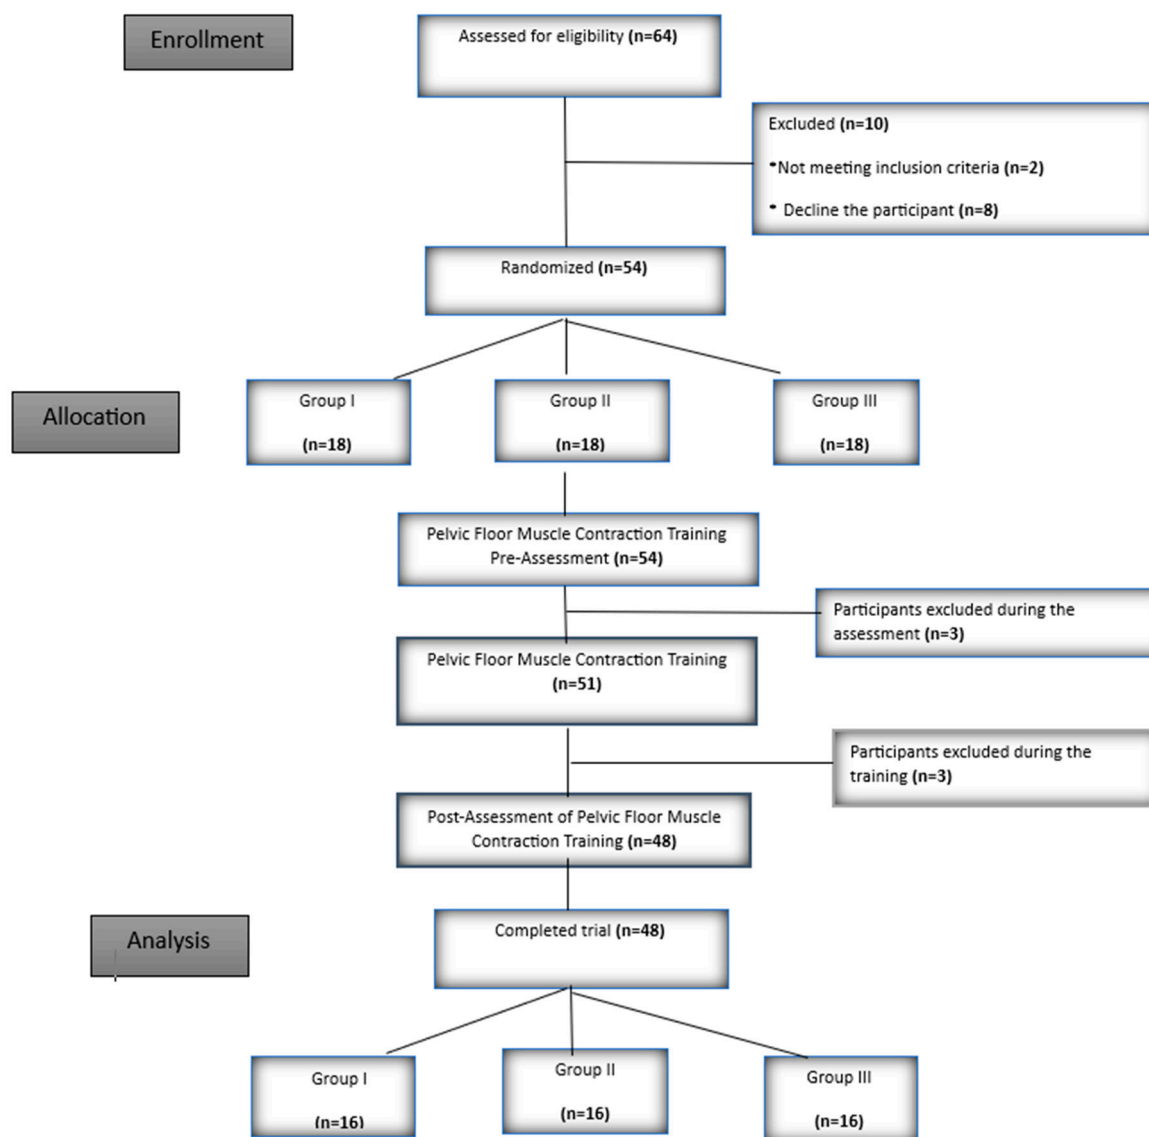 Enrollment
Assessed for eligibility (n=64)
Excluded (n=10)
*Not meeting inclusion criteria (n=2)
* Decline the participant (n=8)
Randomized (n=54)
Allocation
Group I
(n=18)
Group II
(n=18)
Group III
(n=18)
Pelvic Floor Muscle Contraction Training
Pre-Assessment (n=54)
Participants excluded during the
assessment (n=3)
Pelvic Floor Muscle Contraction Training
(n=51)
Participants excluded during the
training (n=3)
Post-Assessment of Pelvic Floor Muscle
Contraction Training (n=48)
Analysis
Completed trial (n=48)
Group I
(n=16)
Group II
(n=16)
Group III
(n=16)